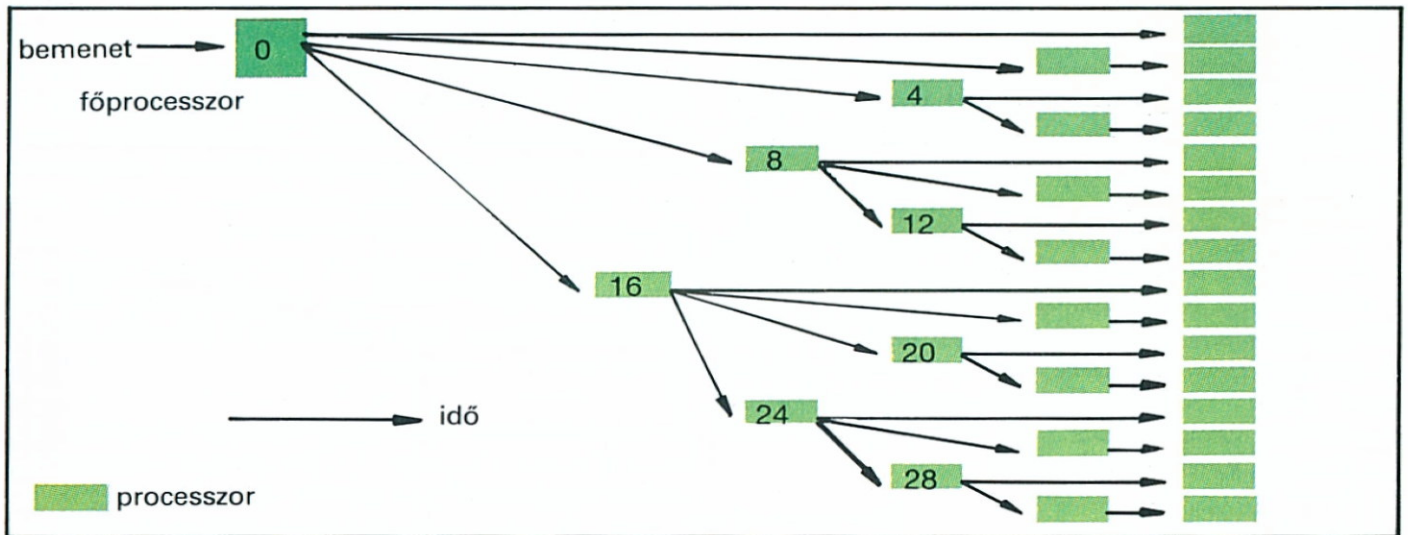 bemenet
0
főprocesszor
4
8
12
16
20
24
idő
28
processzor